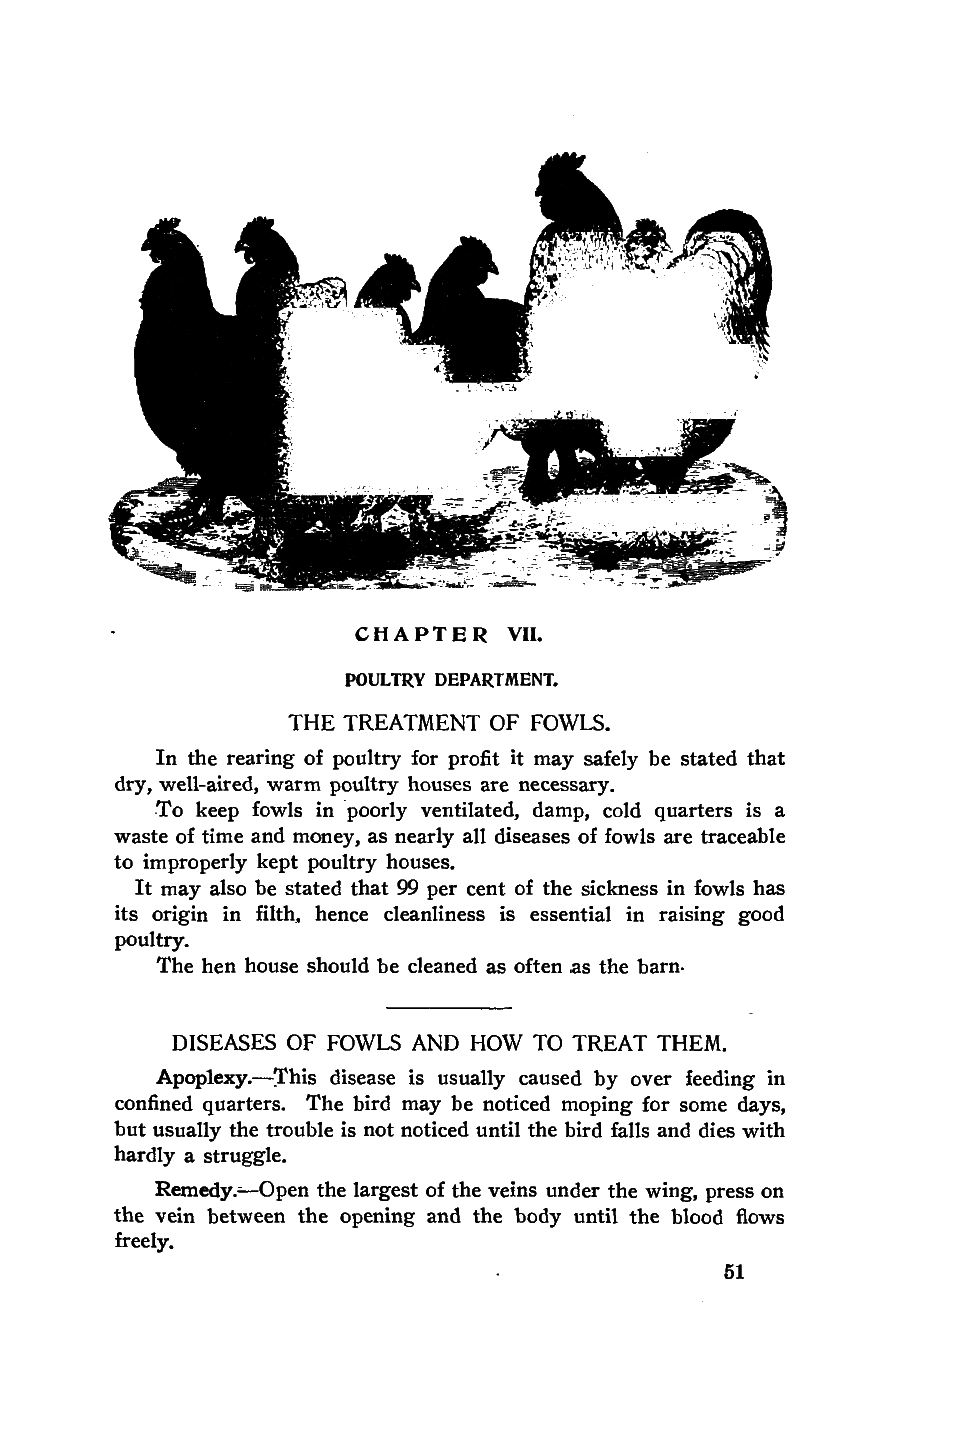 CHAPTER VII.
POULTRY DEPARTMENT.
THE TREATMENT OF FOWLS.
In the rearing of poultry for profit it may safely be stated that
dry, well-aired, warm poultry houses are necessary.
To keep fowls in poorly ventilated, damp, cold quarters is a
waste of time and money, as nearly all diseases of fowls are traceable
to improperly kept poultry houses.
It may also be stated that 99 per cent of the sickness in fowls has
its origin in filth, hence cleanliness is essential in raising good
poultry.
The hen house should be cleaned as often as the barn.
DISEASES OF FOWLS AND HOW TO TREAT THEM.
Apoplexy.—This disease is usually caused by over feeding in
confined quarters. The bird may be noticed moping for some days,
but usually the trouble is not noticed until the bird falls and dies with
hardly a struggle.
Remedy.—Open the largest of the veins under the wing, press on
the vein between the opening and the body until the blood flows
freely.
51